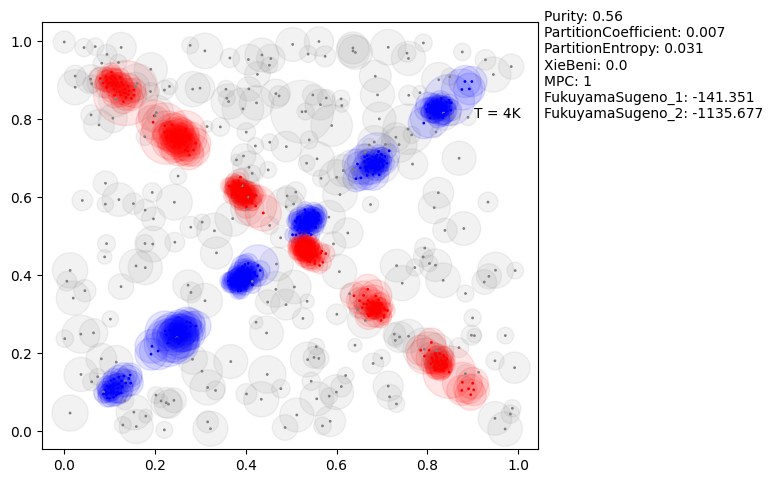 Purity: 0.56
PartitionCoefficient: 0.007
PartitionEntropy: 0.031
XieBeni: 0.0
MPC: 1
FukuyamaSugeno_1: -141.351
FukuyamaSugeno_2: -1135.677
T = 4K
1.0
0.8
0.6
0.4
0.2
0.0
0.0 0.2 0.4 0.6 0.8 1.0